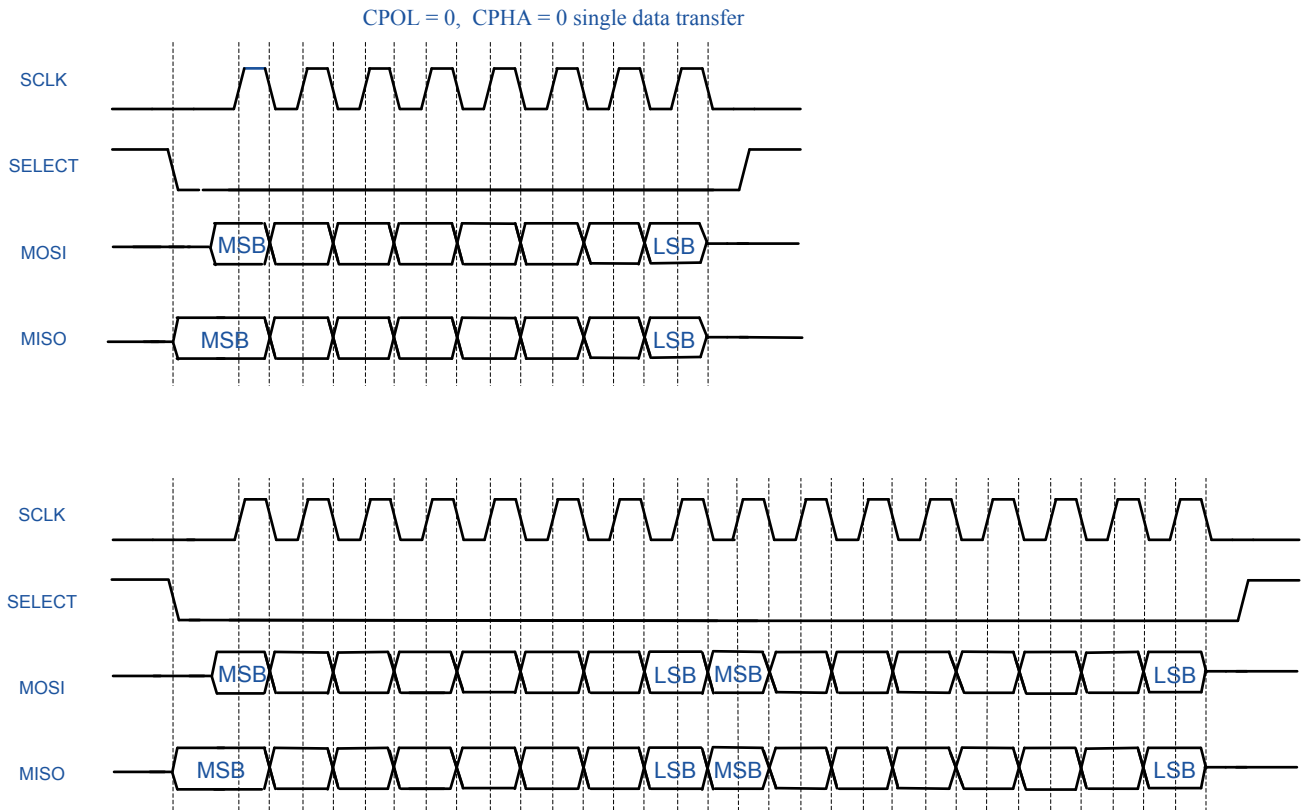 CPOL = 0, CPHA = 0 single data transfer
SCLK
SELECT
MOSI MSB LSB
MISO MSB LSB
SCLK
SELECT
MOSI MSB LSB MSB LSB
MISO MSB LSB MSB LSB